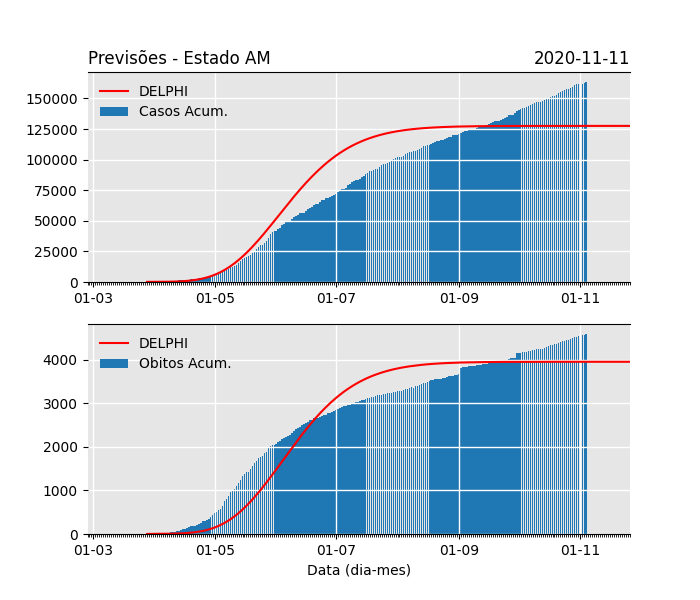 Previsões - Estado AM 2020-11-11
DELPHI
Casos Acum.
150000
125000
100000
75000
50000
25000
0
01-03 01-05 01-07 01-09 01-11
DELPHI
Obitos Acum.
4000
3000
2000
1000
0
01-03 01-05 01-07 01-09 01-11
Data (dia-mes)